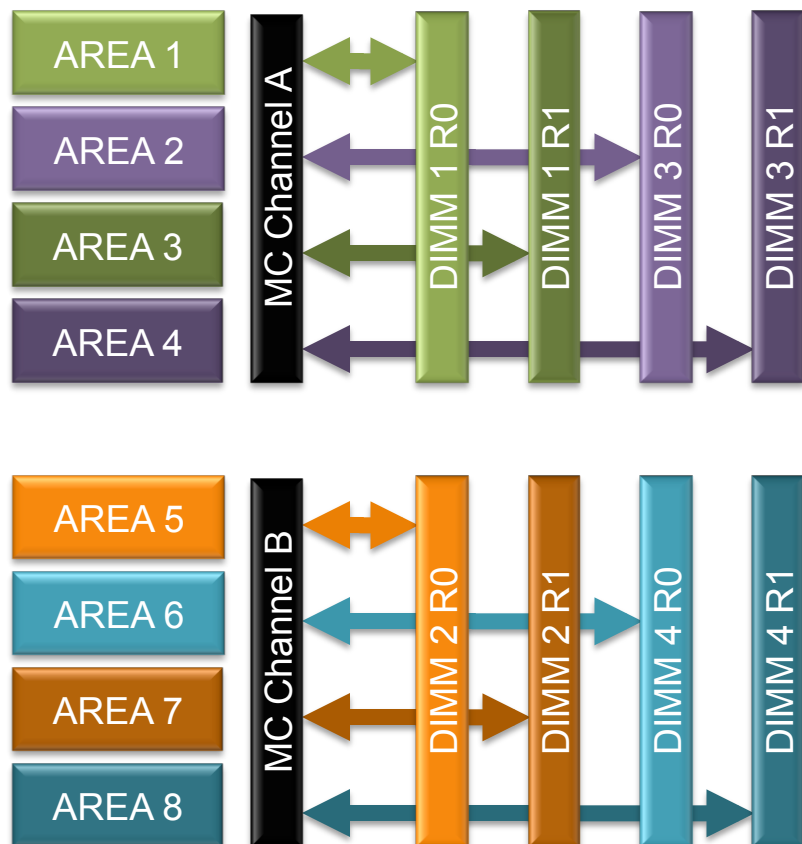 AREA 1
AREA 2
AREA 3
AREA 4
MC Channel A
DIMM 1 R0
DIMM 1 R1
DIMM 3 R0
DIMM 3 R1
AREA 5
AREA 6
AREA 7
AREA 8
MC Channel B
DIMM 2 R0
DIMM 2 R1
DIMM 4 R0
DIMM 4 R1